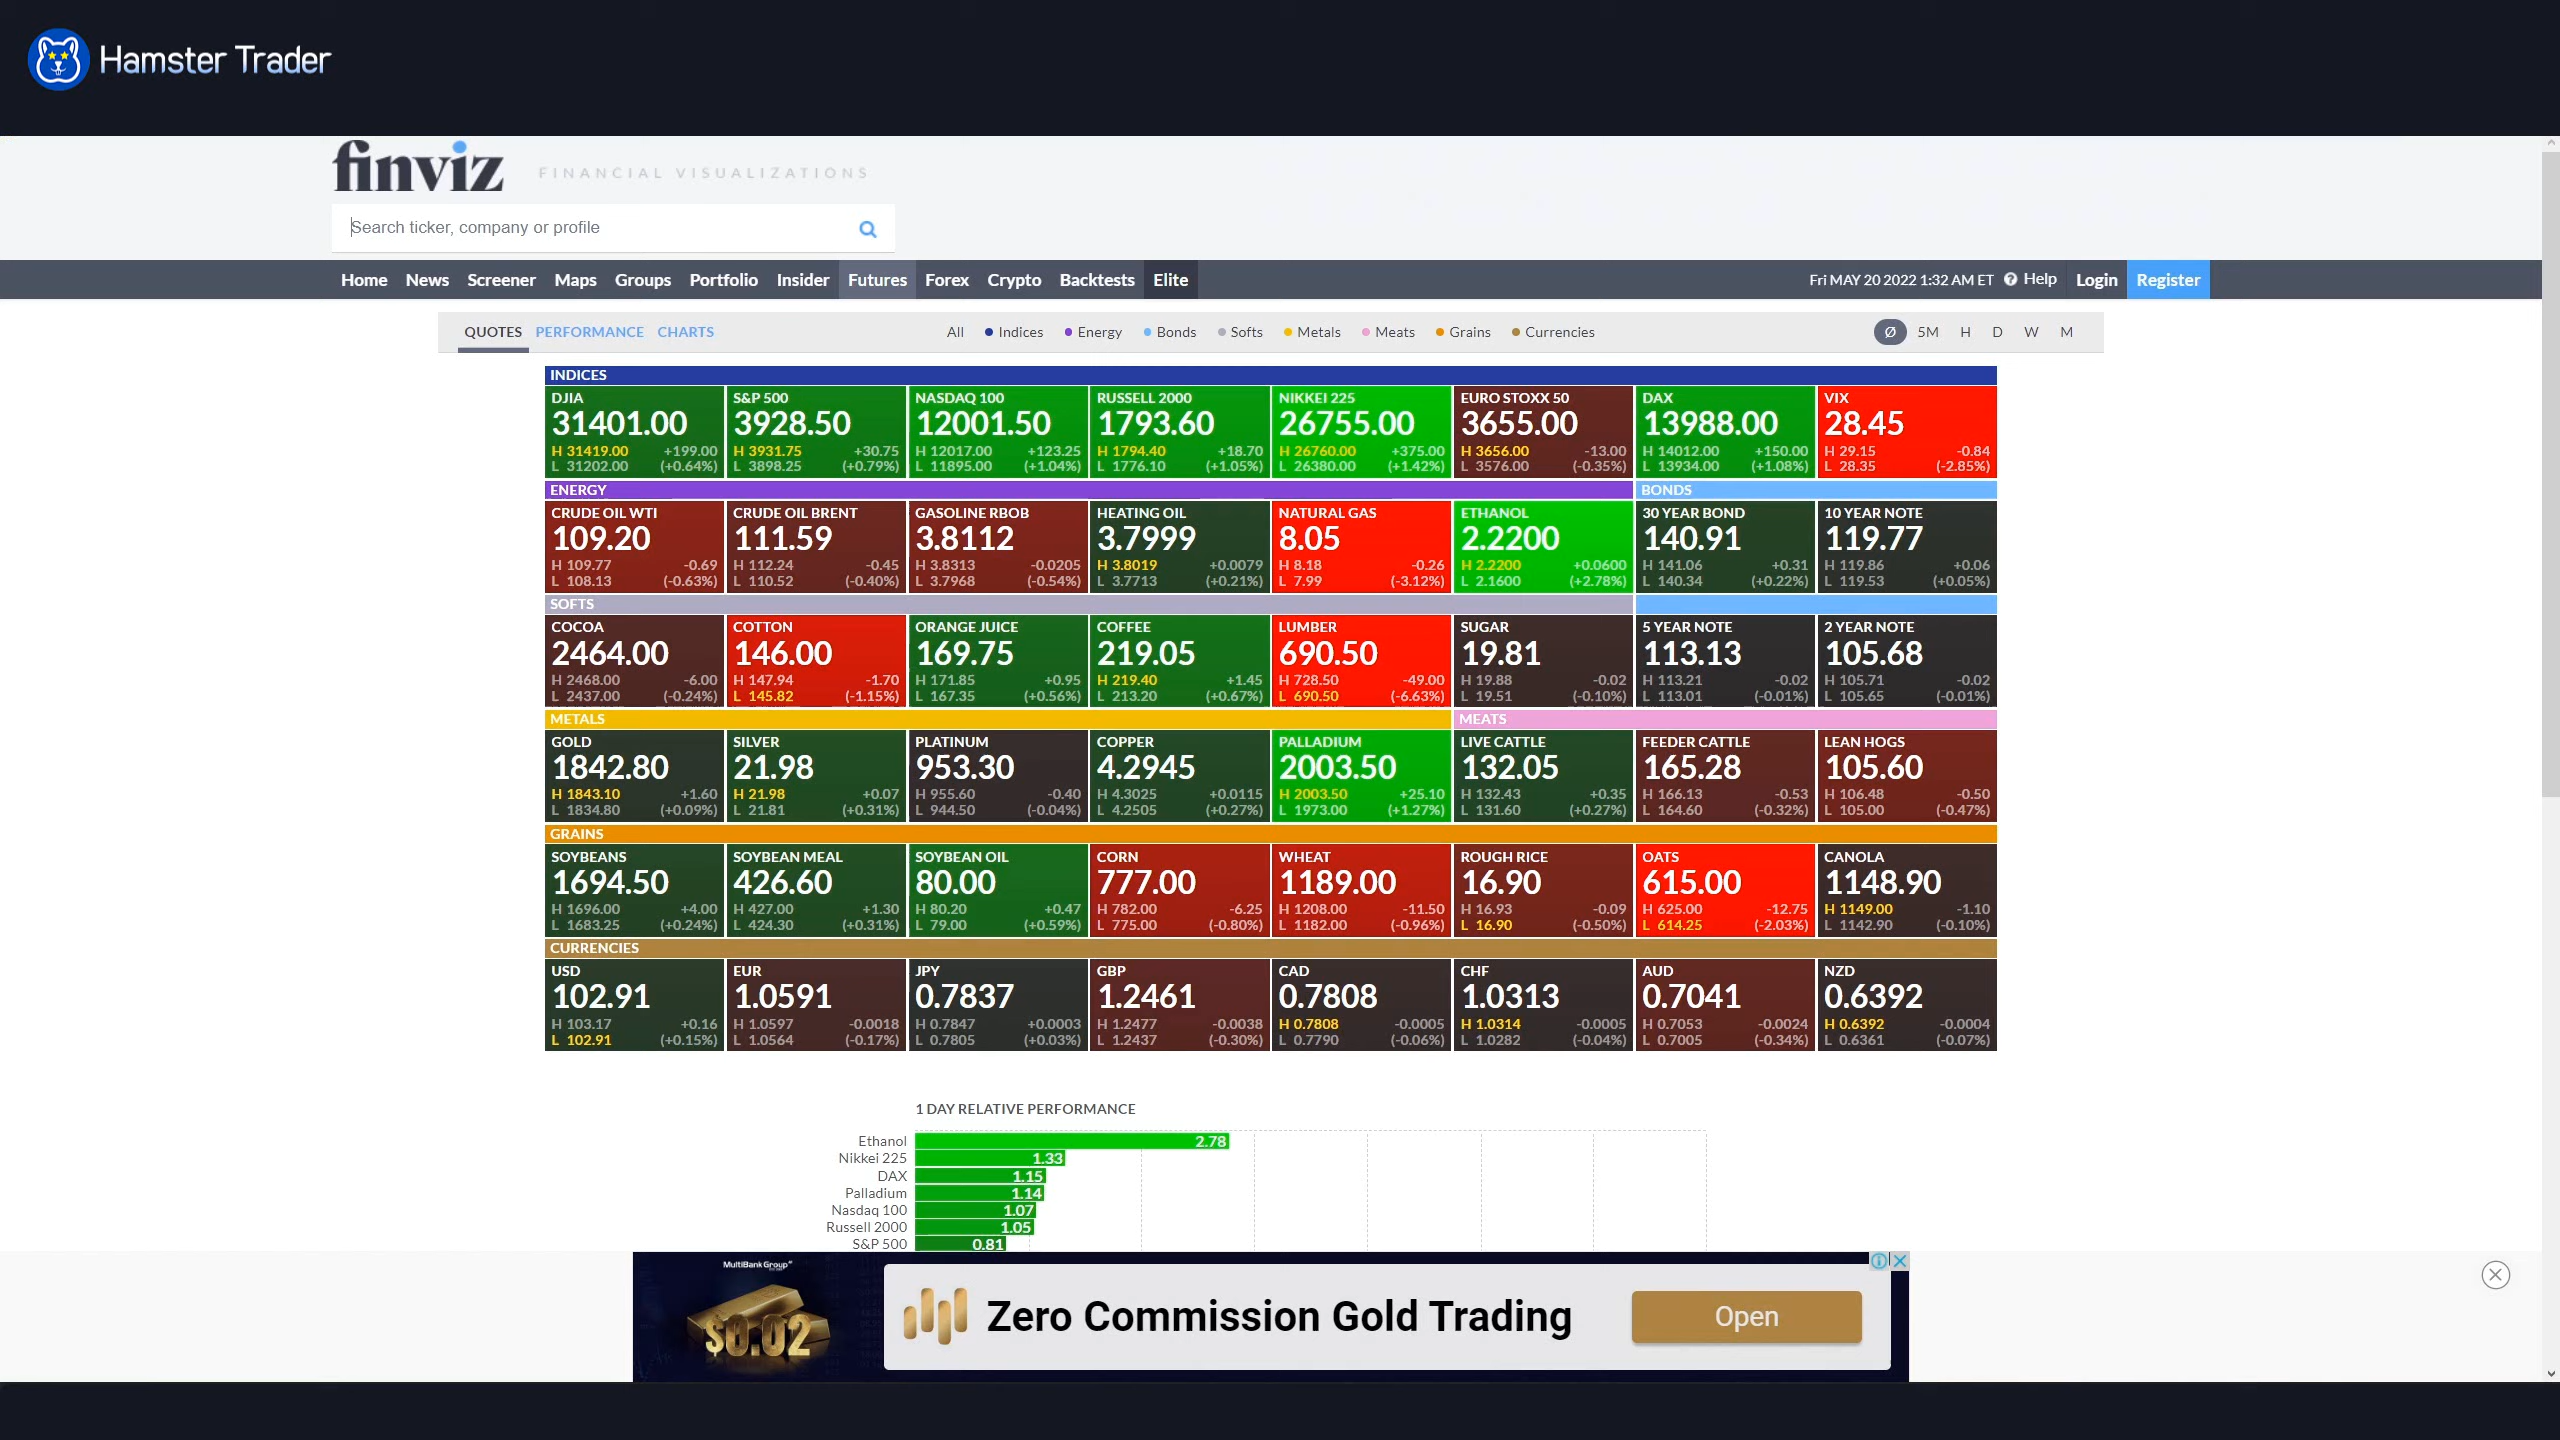 Hamster Trader
finviz FINANCIAL VISUALIZATIONS
Search ticker, company or profile
Home News Screener Maps Groups Portfolio Insider Futures Forex Crypto Backtests Elite Fri MAY 20 2022 1:32 AM ET Help Login Register
QUOTES PERFORMANCE CHARTS All Indices Energy Bonds Softs Metals Meats Grains Currencies Ø 5M H D W M
INDICES
DJIA S&P 500 NASDAQ 100 RUSSELL 2000 NIKKEI 225 EURO STOXX 50 DAX VIX
31401.00 3928.50 12001.50 1793.60 26755.00 3655.00 13988.00 28.45
H 31419.00 +199.00 H 3931.75 +30.75 H 12017.00 +123.25 H 1794.40 +18.70 H 26760.00 +375.00 H 3656.00 -13.00 H 14012.00 +150.00 H 29.15 -0.84
L 31202.00 (+0.64%) L 3898.25 (+0.79%) L 11895.00 (+1.04%) L 1776.10 (+1.05%) L 26380.00 (+1.42%) L 3576.00 (-0.35%) L 13934.00 (+1.08%) L 28.35 (-2.85%)
ENERGY BONDS
CRUDE OIL WTI CRUDE OIL BRENT GASOLINE RBOB HEATING OIL NATURAL GAS ETHANOL 30 YEAR BOND 10 YEAR NOTE
109.20 111.59 3.8112 3.7999 8.05 2.2200 140.91 119.77
H 109.77 -0.69 H 112.24 -0.45 H 3.8313 -0.0205 H 3.8019 +0.0079 H 8.18 -0.26 H 2.2200 +0.0600 H 141.06 +0.31 H 119.86 +0.06
L 108.13 (-0.63%) L 110.52 (-0.40%) L 3.7968 (-0.54%) L 3.7713 (+0.21%) L 7.99 (-3.12%) L 2.1600 (+2.78%) L 140.34 (+0.22%) L 119.53 (+0.05%)
SOFTS
COCOA COTTON ORANGE JUICE COFFEE LUMBER SUGAR 5 YEAR NOTE 2 YEAR NOTE
2464.00 146.00 169.75 219.05 690.50 19.81 113.13 105.68
H 2468.00 -6.00 H 147.94 -1.70 H 171.85 +0.95 H 219.40 +1.45 H 728.50 -49.00 H 19.88 -0.02 H 113.21 -0.02 H 105.71 -0.02
L 2437.00 (-0.24%) L 145.82 (-1.15%) L 167.35 (+0.56%) L 213.20 (+0.67%) L 690.50 (-6.63%) L 19.51 (-0.10%) L 113.01 (-0.01%) L 105.65 (-0.01%)
METALS MEATS
GOLD SILVER PLATINUM COPPER PALLADIUM LIVE CATTLE FEEDER CATTLE LEAN HOGS
1842.80 21.98 953.30 4.2945 2003.50 132.05 165.28 105.60
H 1843.10 +1.60 H 21.98 +0.07 H 955.60 -0.40 H 4.3025 +0.0115 H 2003.50 +25.10 H 132.43 +0.35 H 166.13 -0.53 H 106.48 -0.50
L 1834.80 (+0.09%) L 21.81 (+0.31%) L 944.50 (-0.04%) L 4.2505 (+0.27%) L 1973.00 (+1.27%) L 131.60 (+0.27%) L 164.60 (-0.32%) L 105.00 (-0.47%)
GRAINS
SOYBEANS SOYBEAN MEAL SOYBEAN OIL CORN WHEAT ROUGH RICE OATS CANOLA
1694.50 426.60 80.00 777.00 1189.00 16.90 615.00 1148.90
H 1696.00 +4.00 H 427.00 +1.30 H 80.20 +0.47 H 782.00 -6.25 H 1208.00 -11.50 H 16.93 -0.09 H 625.00 -12.75 H 1149.00 -1.10
L 1683.25 (+0.24%) L 424.30 (+0.31%) L 79.00 (+0.59%) L 775.00 (-0.80%) L 1182.00 (-0.96%) L 16.90 (-0.50%) L 614.25 (-2.03%) L 1142.90 (-0.10%)
CURRENCIES
USD EUR JPY GBP CAD CHF AUD NZD
102.91 1.0591 0.7837 1.2461 0.7808 1.0313 0.7041 0.6392
H 103.17 +0.16 H 1.0597 -0.0018 H 0.7847 +0.0003 H 1.2477 -0.0038 H 0.7808 -0.0005 H 1.0314 -0.0005 H 0.7053 -0.0024 H 0.6392 -0.0004
L 102.91 (+0.15%) L 1.0564 (-0.17%) L 0.7805 (+0.03%) L 1.2437 (-0.30%) L 0.7790 (-0.06%) L 1.0282 (-0.04%) L 0.7005 (-0.34%) L 0.6361 (-0.07%)
1 DAY RELATIVE PERFORMANCE
Ethanol 2.78
Nikkei 225 1.33
DAX 1.15
Palladium 1.14
Nasdaq 100 1.07
Russell 2000 1.05
S&P 500 0.81
MultiBank Group
$0.02
Zero Commission Gold Trading
Open